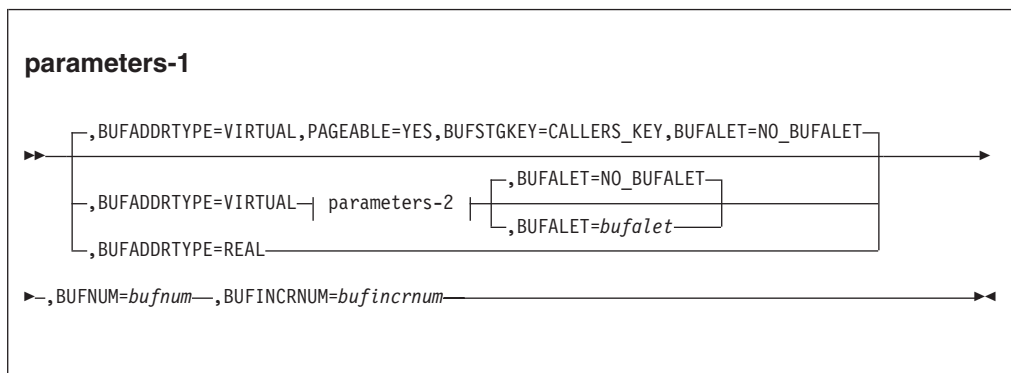 parameters-1
,BUFADDRTYPE=VIRTUAL,PAGEABLE=YES,BUFSTGKEY=CALLERS_KEY,BUFALET=NO_BUFALET
,BUFADDRTYPE=VIRTUAL parameters-2 ,BUFALET=NO_BUFALET
,BUFALET=bufalet
,BUFADDRTYPE=REAL
,BUFNUM=bufnum ,BUFINCRNUM=bufincrnum